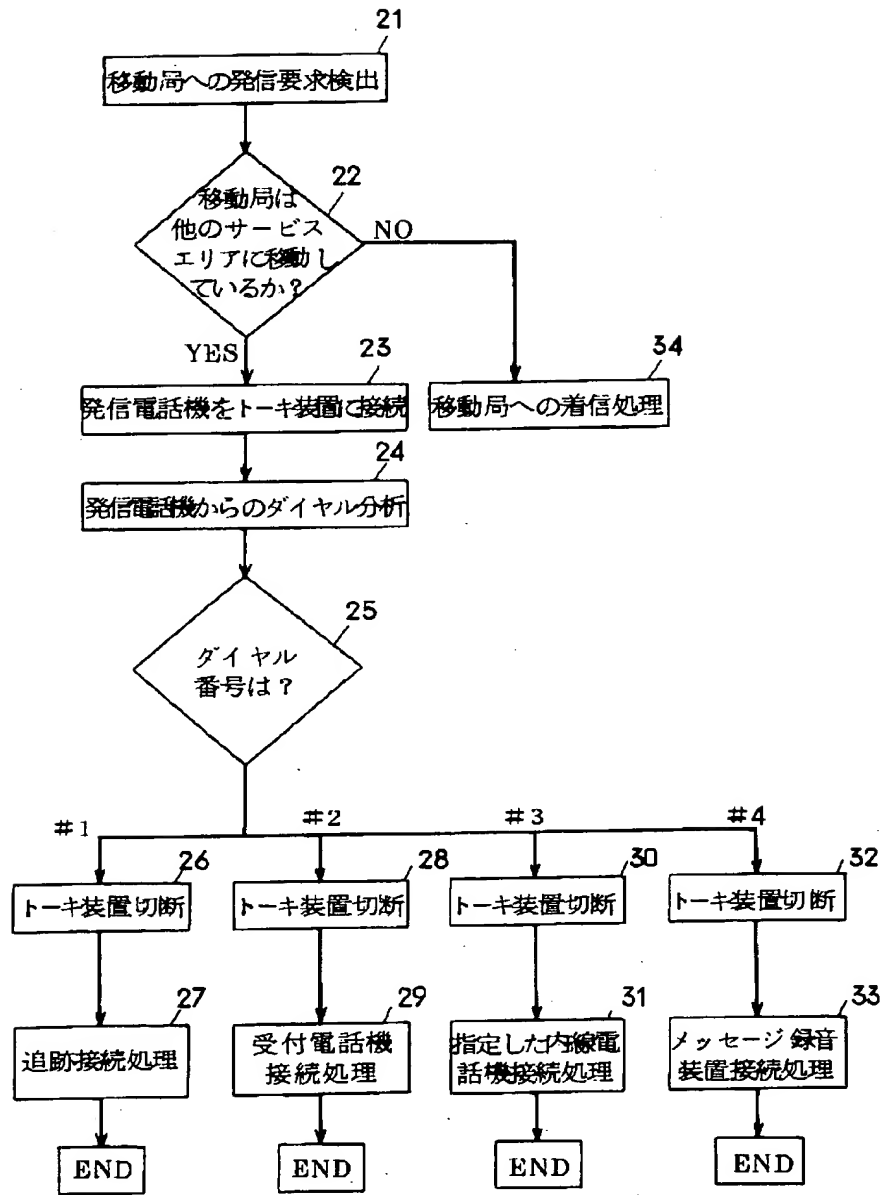 21
移動局への発信要求検出
22
移動局は
他のサービス
エリアに移動し
ているか?
NO
YES
23
発信電話機をトーキ装置に接続
34
移動局への着信処理
24
発信電話機からのダイヤル分析
25
ダイヤル
番号は?
#1
#2
#3
#4
26
トーキ装置切断
28
トーキ装置切断
30
トーキ装置切断
32
トーキ装置切断
27
追跡接続処理
29
受付電話機
接続処理
31
指定した内線電
話機接続処理
33
メッセージ録音
装置接続処理
END
END
END
END